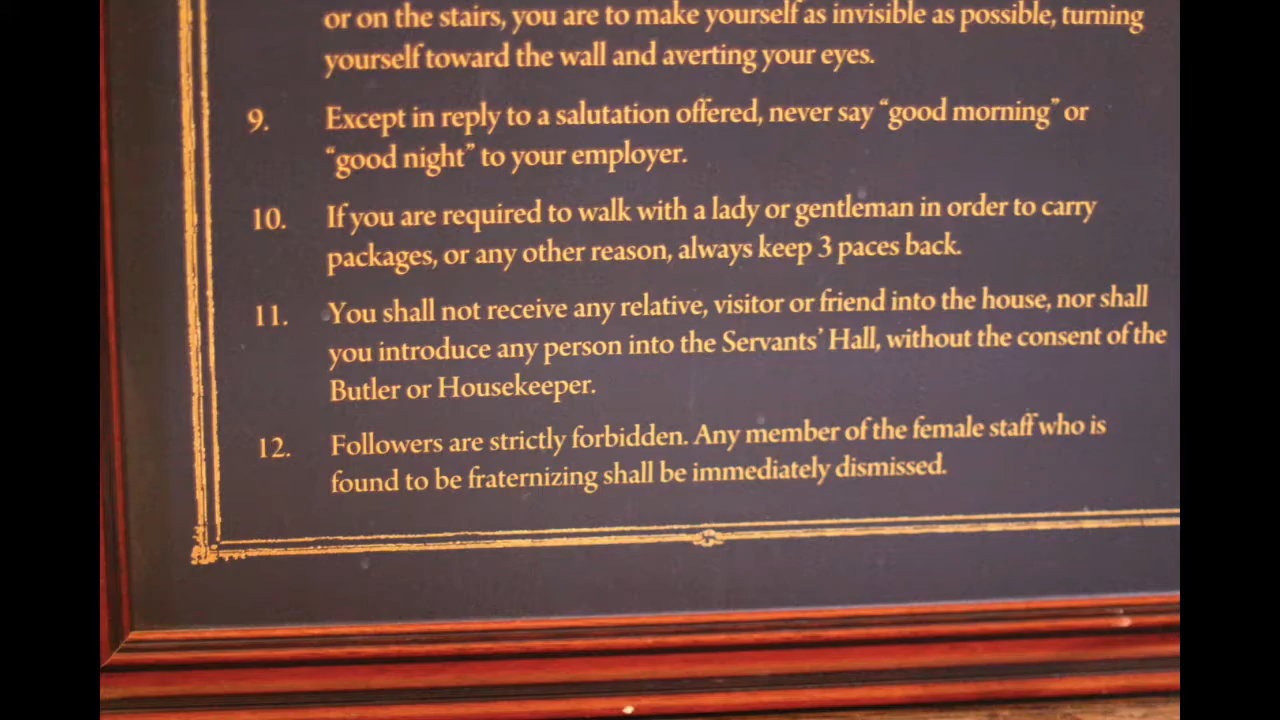 or on the stairs, you are to make yourself as invisible as possible, turning
yourself toward the wall and averting your eyes.
9. Except in reply to a salutation offered, never say “good morning” or
“good night” to your employer.
10. If you are required to walk with a lady or gentleman in order to carry
packages, or any other reason, always keep 3 paces back.
11. You shall not receive any relative, visitor or friend into the house, nor shall
you introduce any person into the Servants’ Hall, without the consent of the
Butler or Housekeeper.
12. Followers are strictly forbidden. Any member of the female staff who is
found to be fraternizing shall be immediately dismissed.